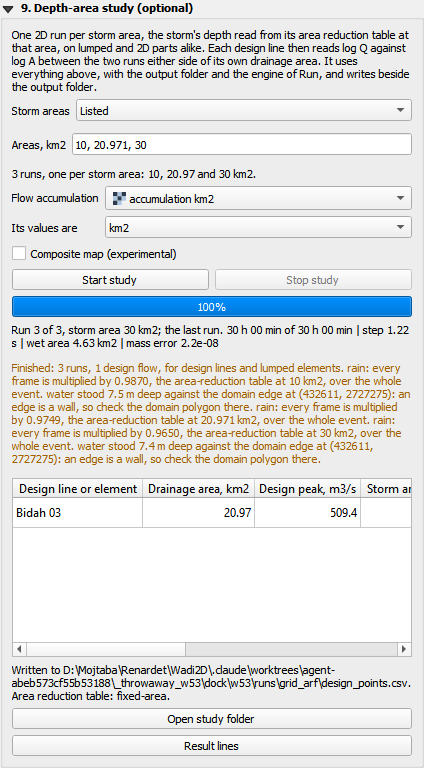 9. Depth-area study (optional)
One 2D run per storm area, the storm's depth read from its area reduction table at
that area, on lumped and 2D parts alike. Each design line then reads log Q against
log A between the two runs either side of its own drainage area. It uses
everything above, with the output folder and the engine of Run, and writes beside
the output folder.
Storm areas Listed
Areas, km2 10, 20.971, 30
3 runs, one per storm area: 10, 20.97 and 30 km2.
Flow accumulation accumulation km2
Its values are km2
Composite map (experimental)
Start study Stop study
100%
Run 3 of 3, storm area 30 km2; the last run. 30 h 00 min of 30 h 00 min | step 1.22
s | wet area 4.63 km2 | mass error 2.2e-08
Finished: 3 runs, 1 design flow, for design lines and lumped elements. rain: every
frame is multiplied by 0.9870, the area-reduction table at 10 km2, over the whole
event. water stood 7.5 m deep against the domain edge at (432611, 2727275): an
edge is a wall, so check the domain polygon there. rain: every frame is multiplied
by 0.9749, the area-reduction table at 20.971 km2, over the whole event. rain:
every frame is multiplied by 0.9650, the area-reduction table at 30 km2, over the
whole event. water stood 7.4 m deep against the domain edge at (432611,
2727275): an edge is a wall, so check the domain polygon there.
Design line or element Drainage area, km2 Design peak, m3/s Storm ar
Bidah 03 20.97 509.4
Written to D:\Mojtaba\Renardet\Wadi2D\.claude\worktrees\agent-
abeb573cf55b53188\_throwaway_w53\dock\w53\runs\grid_arf\design_points.csv.
Area reduction table: fixed-area.
Open study folder
Result lines